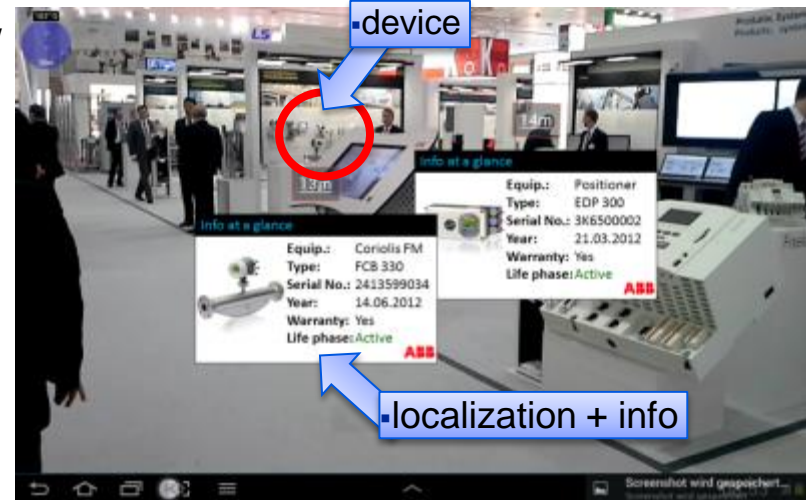 device
LS
14m
13m
Info at a glance
Equip.: Positioner
Type: EDP 300
Serial No.: 3K6500002
Year: 21.03.2012
Warranty: Yes
Life phase: Active
ABB
Info at a glance
Equip.: Coriolis FM
Type: FCB 330
Serial No.: 2413599034
Year: 14.06.2012
Warranty: Yes
Life phase: Active
ABB
localization + info
Screenshot wird gespeichert...